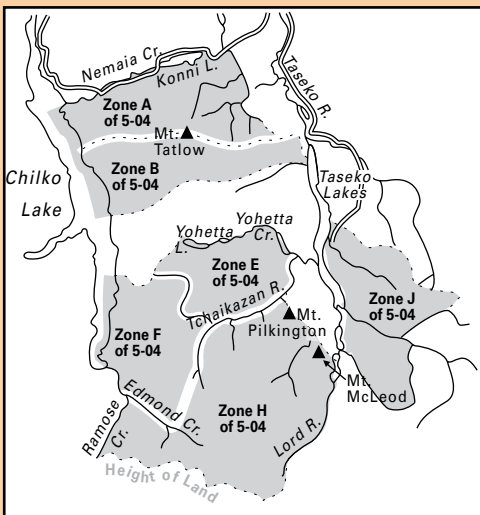 Nemaia Cr.
Konni L.
Taseko R.
Zone A
of 5-04
Mt.
Tatlow
Zone B
of 5-04
Chilko
Lake
Taseko
Lakes
Yohetta
L.
Yohetta
Cr.
Zone E
of 5-04
Tchaikazan R.
Zone J
of 5-04
Mt.
Pilkington
Zone F
of 5-04
Mt.
McLeod
Edmond Cr.
Ramose
Cr.
Zone H
of 5-04
Lord R.
Height of Land